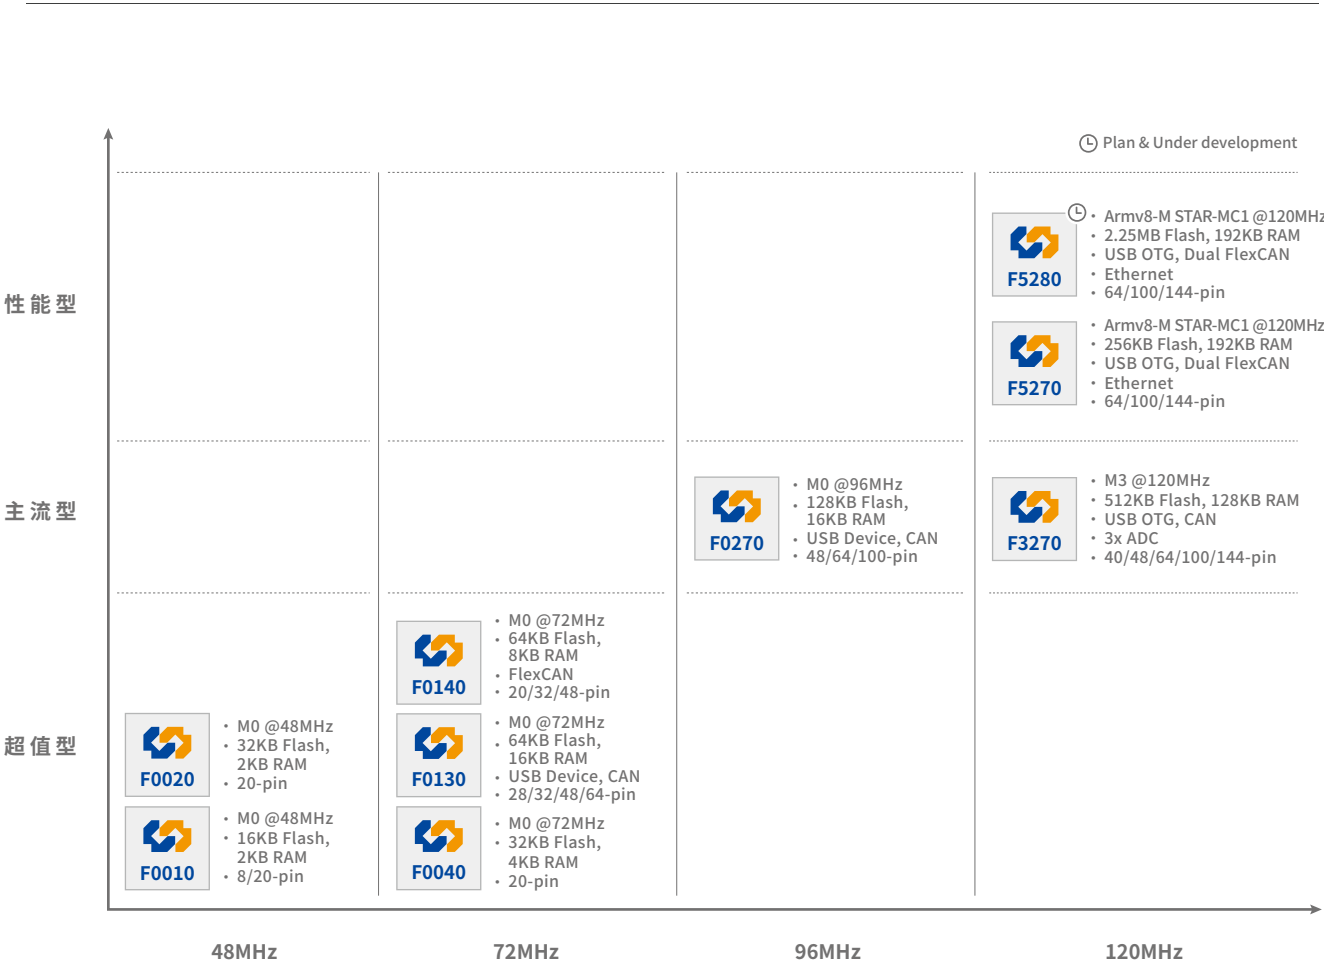 Plan & Under development
性能型
F5280
• Armv8-M STAR-MC1 @120MHz
• 2.25MB Flash, 192KB RAM
• USB OTG, Dual FlexCAN
• Ethernet
• 64/100/144-pin
F5270
• Armv8-M STAR-MC1 @120MHz
• 256KB Flash, 192KB RAM
• USB OTG, Dual FlexCAN
• Ethernet
• 64/100/144-pin
主流型
F0270
• M0 @96MHz
• 128KB Flash,
16KB RAM
• USB Device, CAN
• 48/64/100-pin
F3270
• M3 @120MHz
• 512KB Flash, 128KB RAM
• USB OTG, CAN
• 3x ADC
• 40/48/64/100/144-pin
超值型
F0020
• M0 @48MHz
• 32KB Flash,
2KB RAM
• 20-pin
F0010
• M0 @48MHz
• 16KB Flash,
2KB RAM
• 8/20-pin
F0140
• M0 @72MHz
• 64KB Flash,
8KB RAM
• FlexCAN
• 20/32/48-pin
F0130
• M0 @72MHz
• 64KB Flash,
16KB RAM
• USB Device, CAN
• 28/32/48/64-pin
F0040
• M0 @72MHz
• 32KB Flash,
4KB RAM
• 20-pin
48MHz
72MHz
96MHz
120MHz